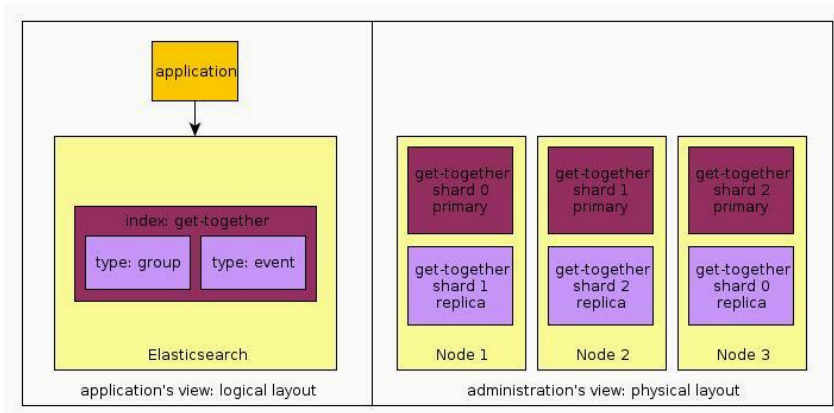 application
index: get-together
type: group
type: event
Elasticsearch
application's view: logical layout
get-together
shard 0
primary
get-together
shard 1
replica
Node 1
get-together
shard 1
primary
get-together
shard 2
replica
Node 2
get-together
shard 2
primary
get-together
shard 0
replica
Node 3
administration's view: physical layout